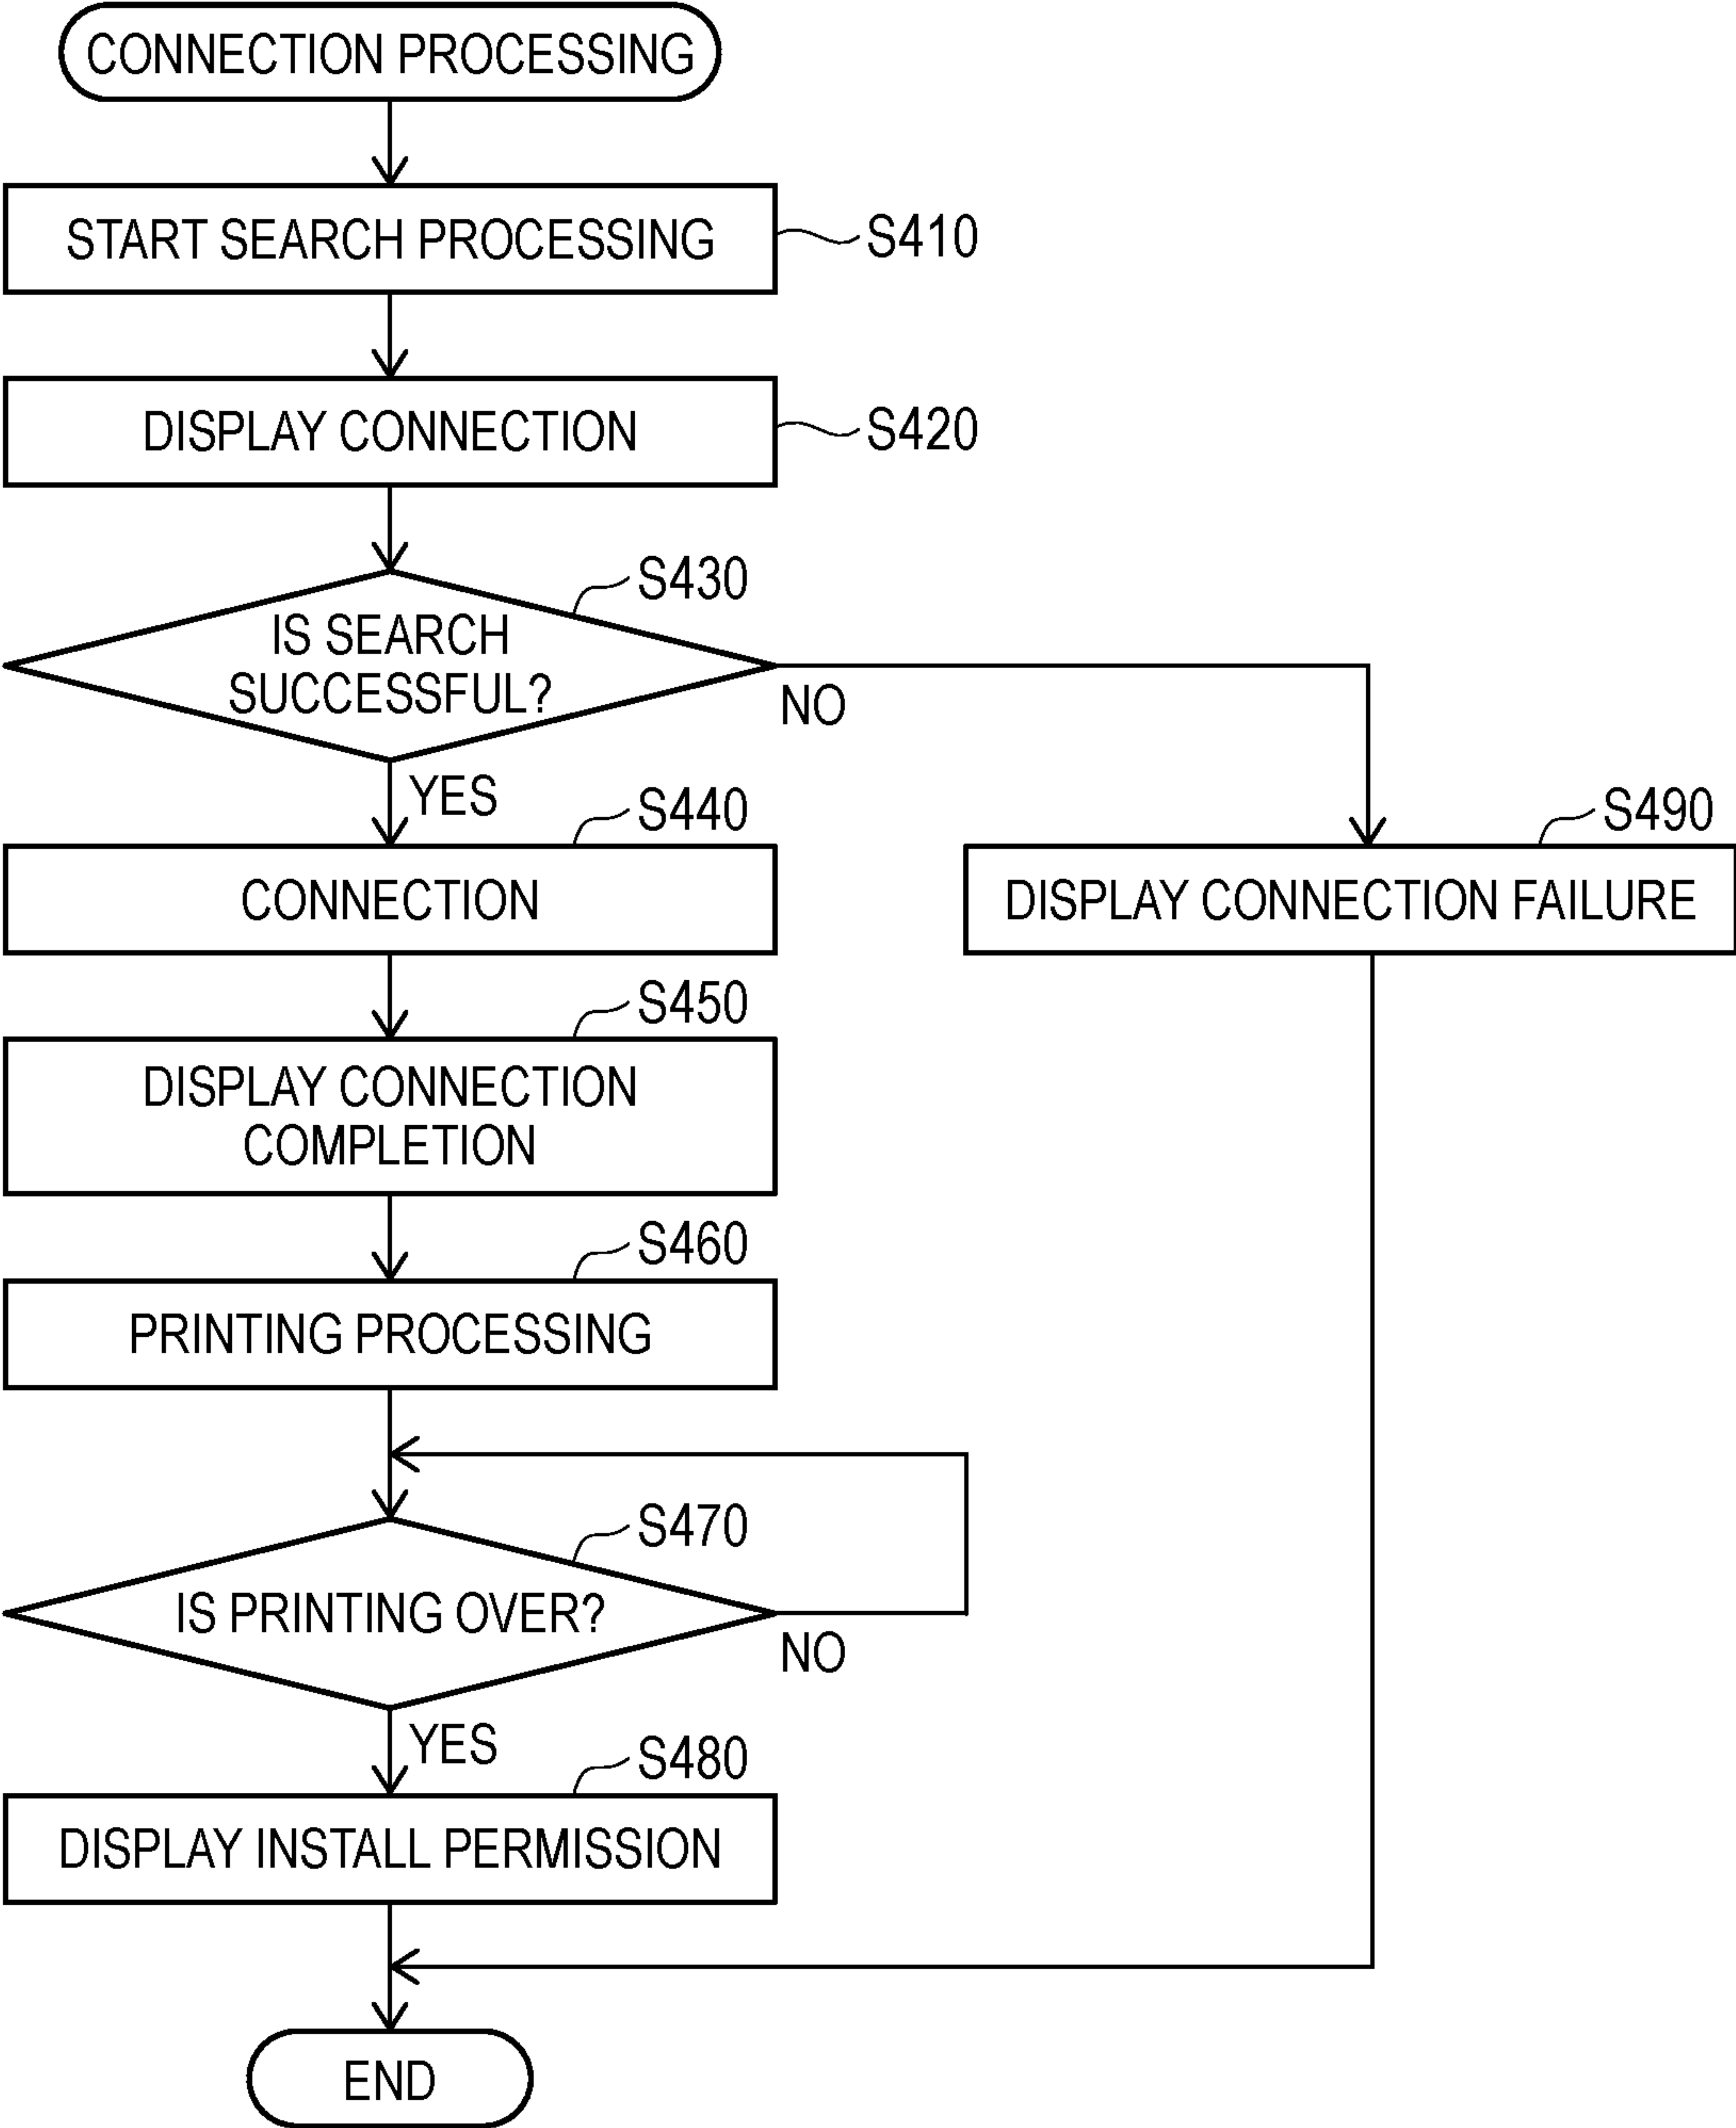 CONNECTION PROCESSING
START SEARCH PROCESSING
S410
DISPLAY CONNECTION
S420
S430
IS SEARCH
SUCCESSFUL?
NO
YES
S440
CONNECTION
S490
DISPLAY CONNECTION FAILURE
S450
DISPLAY CONNECTION
COMPLETION
S460
PRINTING PROCESSING
S470
IS PRINTING OVER?
NO
YES
S480
DISPLAY INSTALL PERMISSION
END